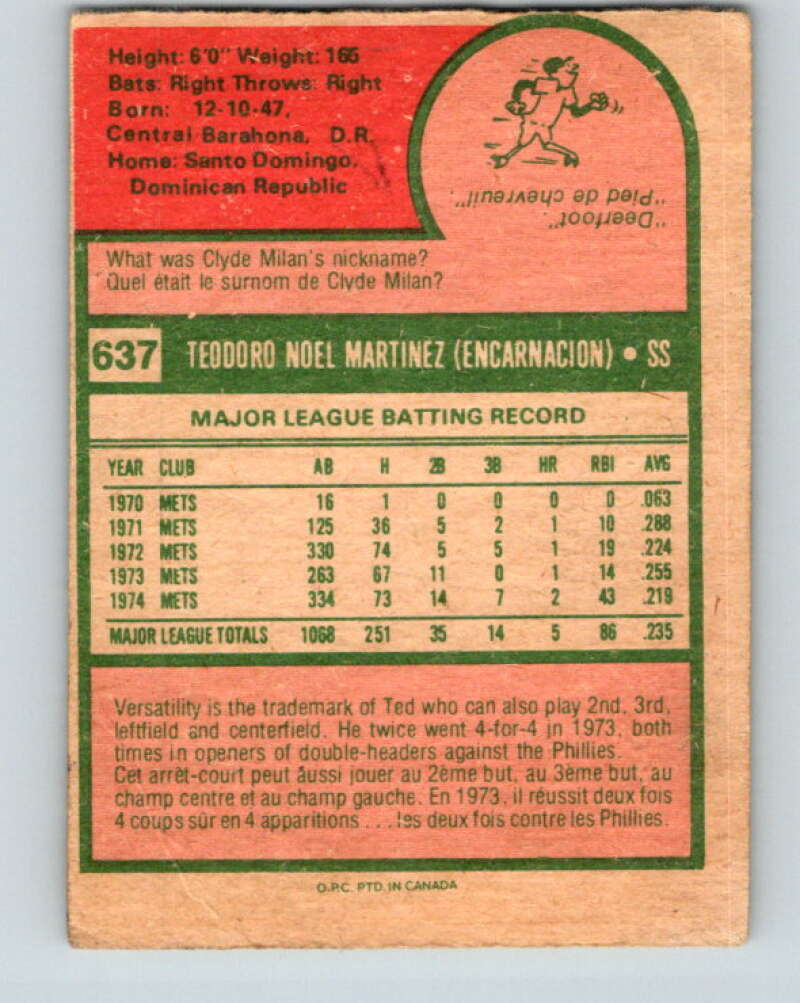 Height: 6'0" Weight: 165
Bats: Right Throws: Right
Born: 12-10-47,
Central Barahona, D.R.
Home: Santo Domingo,
Dominican Republic
"Deerfoot".
"Pied de chevreuil".
What was Clyde Milan's nickname?
Quel était le surnom de Clyde Milan?
637 TEODORO NOEL MARTINEZ (ENCARNACION) • SS
MAJOR LEAGUE BATTING RECORD
YEAR CLUB AB H 2B 3B HR RBI AVG
1970 METS 16 1 0 0 0 0 .063
1971 METS 125 36 5 2 1 10 .288
1972 METS 330 74 5 5 1 19 .224
1973 METS 263 67 11 0 1 14 .255
1974 METS 334 73 14 7 2 43 .219
MAJOR LEAGUE TOTALS 1068 251 35 14 5 86 .235
Versatility is the trademark of Ted who can also play 2nd, 3rd,
leftfield and centerfield. He twice went 4-for-4 in 1973, both
times in openers of double-headers against the Phillies.
Cet arrêt-court peut aussi jouer au 2ème but, au 3ème but, au
champ centre et au champ gauche. En 1973, il réussit deux fois
4 coups sûr en 4 apparitions . . . les deux fois contre les Phillies.
O.P.C. PTD. IN CANADA